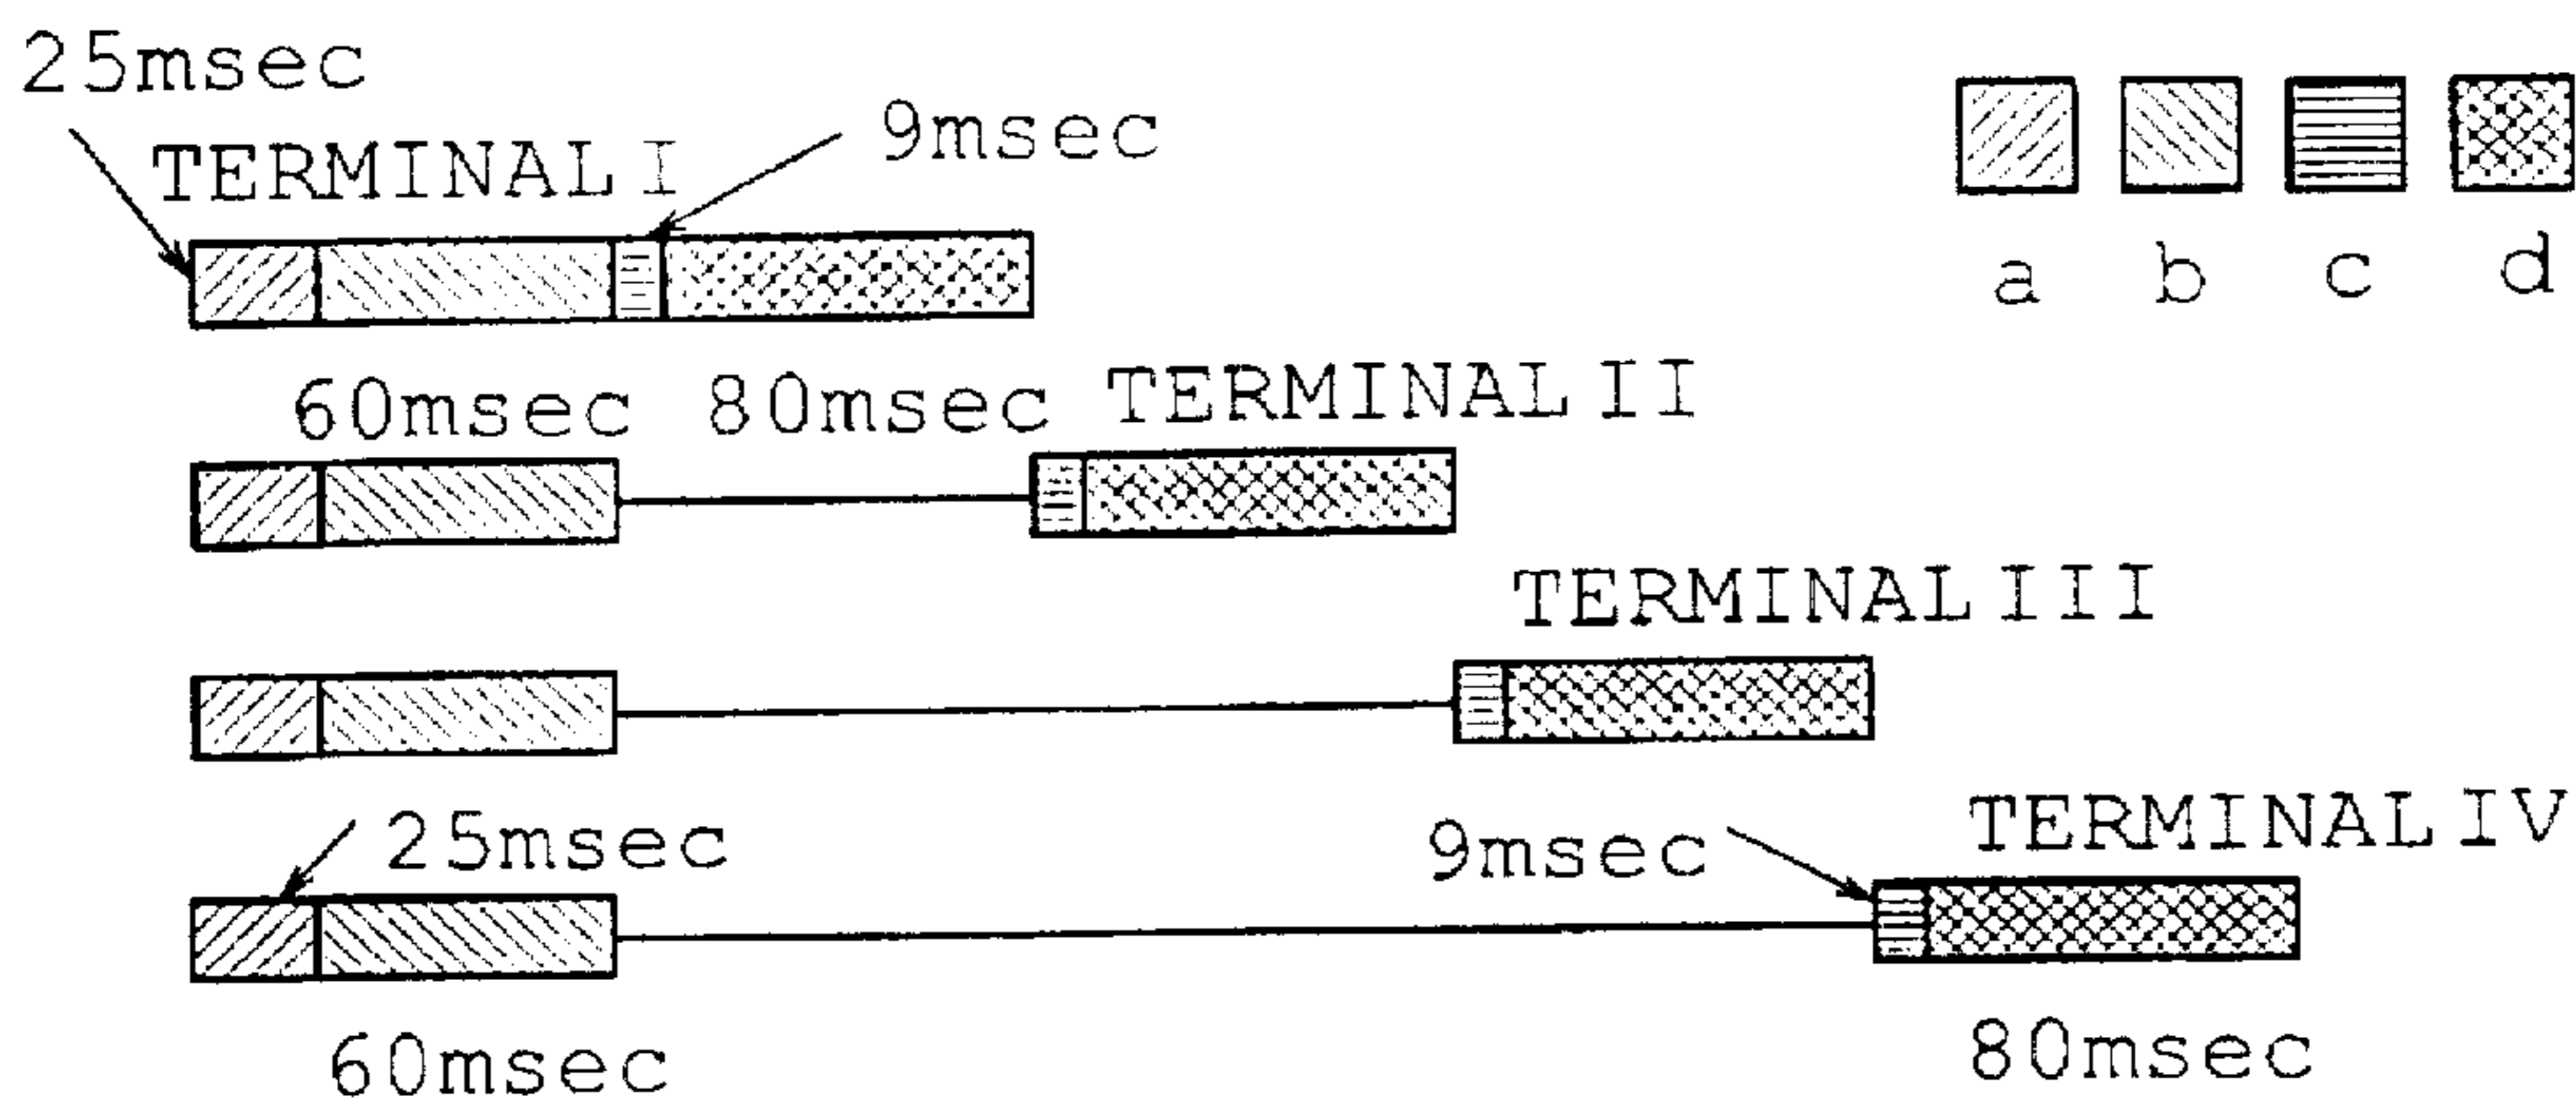 25msec
TERMINAL I
9msec
a b c d
60msec 80msec TERMINAL II
TERMINAL III
25msec
9msec
TERMINAL IV
60msec
80msec